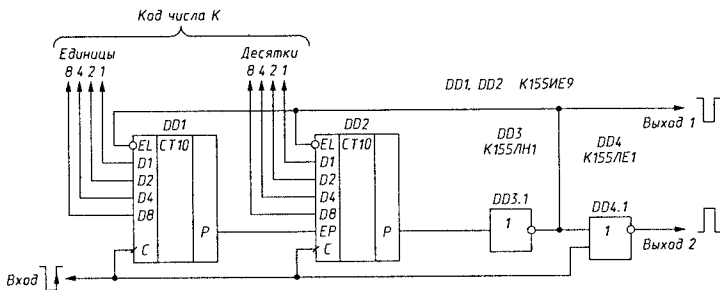 Код числа К
Единицы
8 4 2 1
Десятки
8 4 2 1
DD1, DD2 К155ИЕ9
DD1
DD2
EL
CT10
D1
D2
D4
D8
P
C
EL
CT10
D1
D2
D4
D8
EP
P
C
DD3
К155ЛН1
DD3.1
1
DD4
К155ЛЕ1
DD4.1
1
Выход 1
Выход 2
Вход